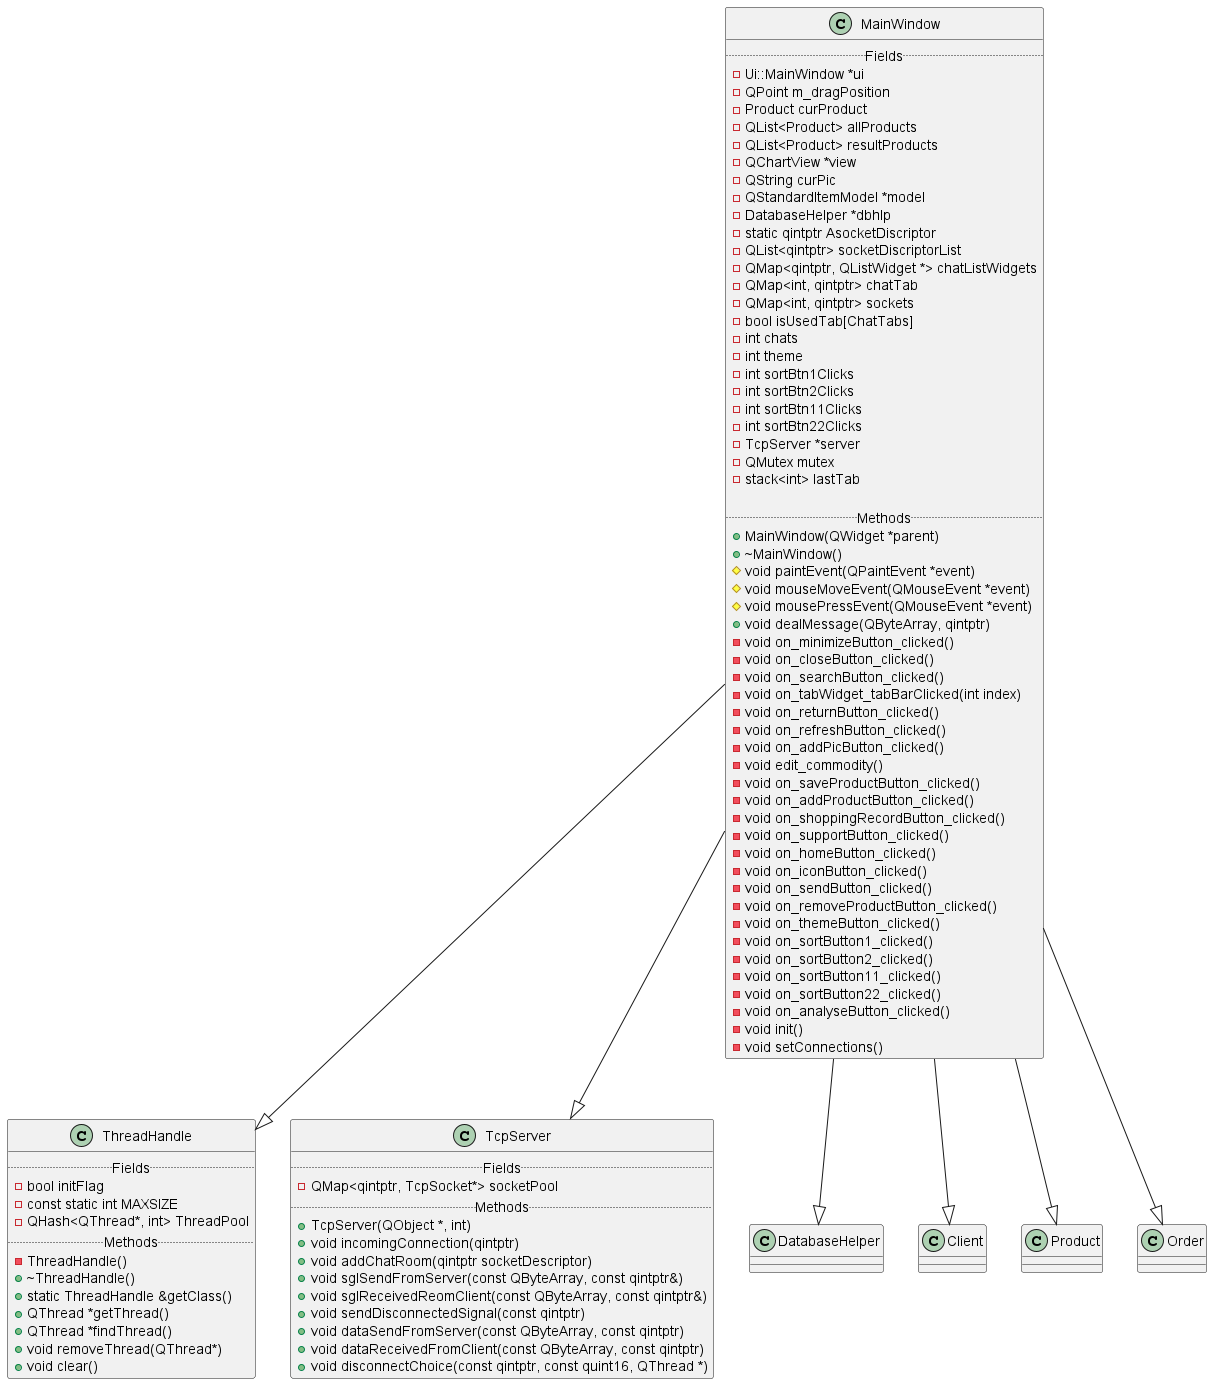 C MainWindow
Fields
Ui::MainWindow *ui
QPoint m_dragPosition
Product curProduct
QList<Product> allProducts
QList<Product> resultProducts
QChartView *view
QString curPic
QStandardItemModel *model
DatabaseHelper *dbhlp
static qintptr AsocketDiscriptor
QList<qintptr> socketDiscriptorList
QMap<qintptr, QListWidget *> chatListWidgets
QMap<int, qintptr> chatTab
QMap<int, qintptr> sockets
bool isUsedTab[ChatTabs]
int chats
int theme
int sortBtn1Clicks
int sortBtn2Clicks
int sortBtn11Clicks
int sortBtn22Clicks
TcpServer *server
QMutex mutex
stack<int> lastTab
Methods
MainWindow(QWidget *parent)
~MainWindow()
void paintEvent(QPaintEvent *event)
void mouseMoveEvent(QMouseEvent *event)
void mousePressEvent(QMouseEvent *event)
void dealMessage(QByteArray, qintptr)
void on_minimizeButton_clicked()
void on_closeButton_clicked()
void on_searchButton_clicked()
void on_tabWidget_tabBarClicked(int index)
void on_returnButton_clicked()
void on_refreshButton_clicked()
void on_addPicButton_clicked()
void edit_commodity()
void on_saveProductButton_clicked()
void on_addProductButton_clicked()
void on_shoppingRecordButton_clicked()
void on_supportButton_clicked()
void on_homeButton_clicked()
void on_iconButton_clicked()
void on_sendButton_clicked()
void on_removeProductButton_clicked()
void on_themeButton_clicked()
void on_sortButton1_clicked()
void on_sortButton2_clicked()
void on_sortButton11_clicked()
void on_sortButton22_clicked()
void on_analyseButton_clicked()
void init()
void setConnections()
C ThreadHandle
Fields
bool initFlag
const static int MAXSIZE
QHash<QThread*, int> ThreadPool
Methods
ThreadHandle()
~ThreadHandle()
static ThreadHandle &getClass()
QThread *getThread()
QThread *findThread()
void removeThread(QThread*)
void clear()
C TcpServer
Fields
QMap<qintptr, TcpSocket*> socketPool
Methods
TcpServer(QObject *, int)
void incomingConnection(qintptr)
void addChatRoom(qintptr socketDescriptor)
void sglSendFromServer(const QByteArray, const qintptr&)
void sglReceivedReomClient(const QByteArray, const qintptr&)
void sendDisconnectedSignal(const qintptr)
void dataSendFromServer(const QByteArray, const qintptr)
void dataReceivedFromClient(const QByteArray, const qintptr)
void disconnectChoice(const qintptr, const quint16, QThread *)
C DatabaseHelper
C Client
C Product
C Order